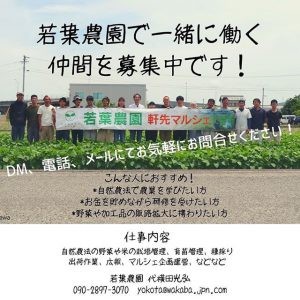 若葉農園で一緒に働く
仲間を募集中です！
若葉農園 軒先マルシェ
DM、電話、メールにてお気軽にお問合せください！
こんな人におすすめ！
*自然農法で農業を学びたい方
*お金を貯めながら研修を受けたい方
*野菜や加工品の販路拡大に携わりたい方
仕事内容
自然農法の野菜や米の栽培管理、育苗管理、種採り
出荷作業、広報、マルシェ企画運営、などなど
若葉農園 代横田光弘
090-2897-3070 yokota@wakaba_jpn.com